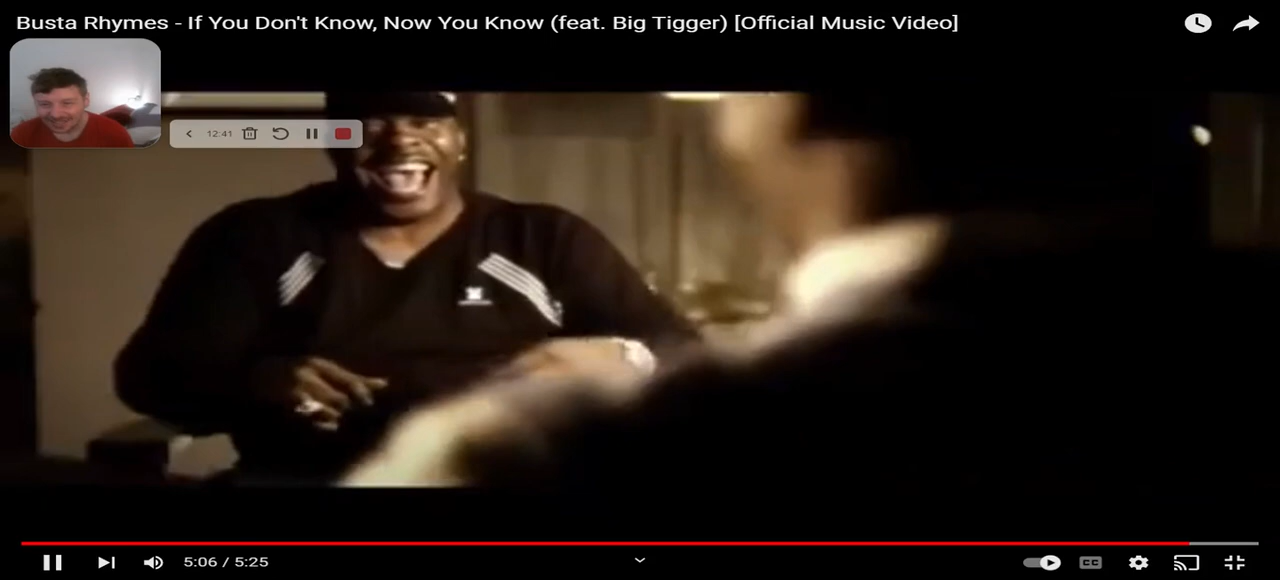 Busta Rhymes - If You Don't Know, Now You Know (feat. Big Tigger) [Official Music Video]
12:41
5:06 / 5:25
CC